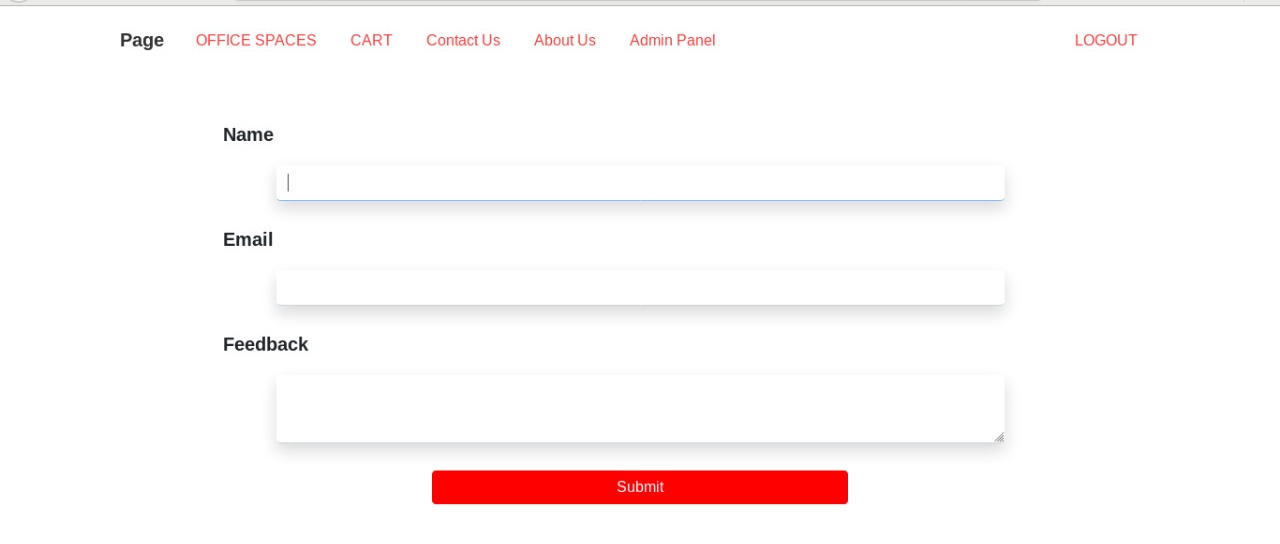 Page OFFICE SPACES CART Contact Us About Us Admin Panel LOGOUT
Name
Email
Feedback
Submit